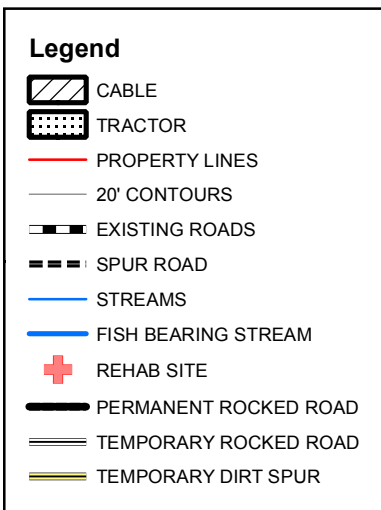 Legend
CABLE
TRACTOR
PROPERTY LINES
20' CONTOURS
EXISTING ROADS
SPUR ROAD
STREAMS
FISH BEARING STREAM
REHAB SITE
PERMANENT ROCKED ROAD
TEMPORARY ROCKED ROAD
TEMPORARY DIRT SPUR